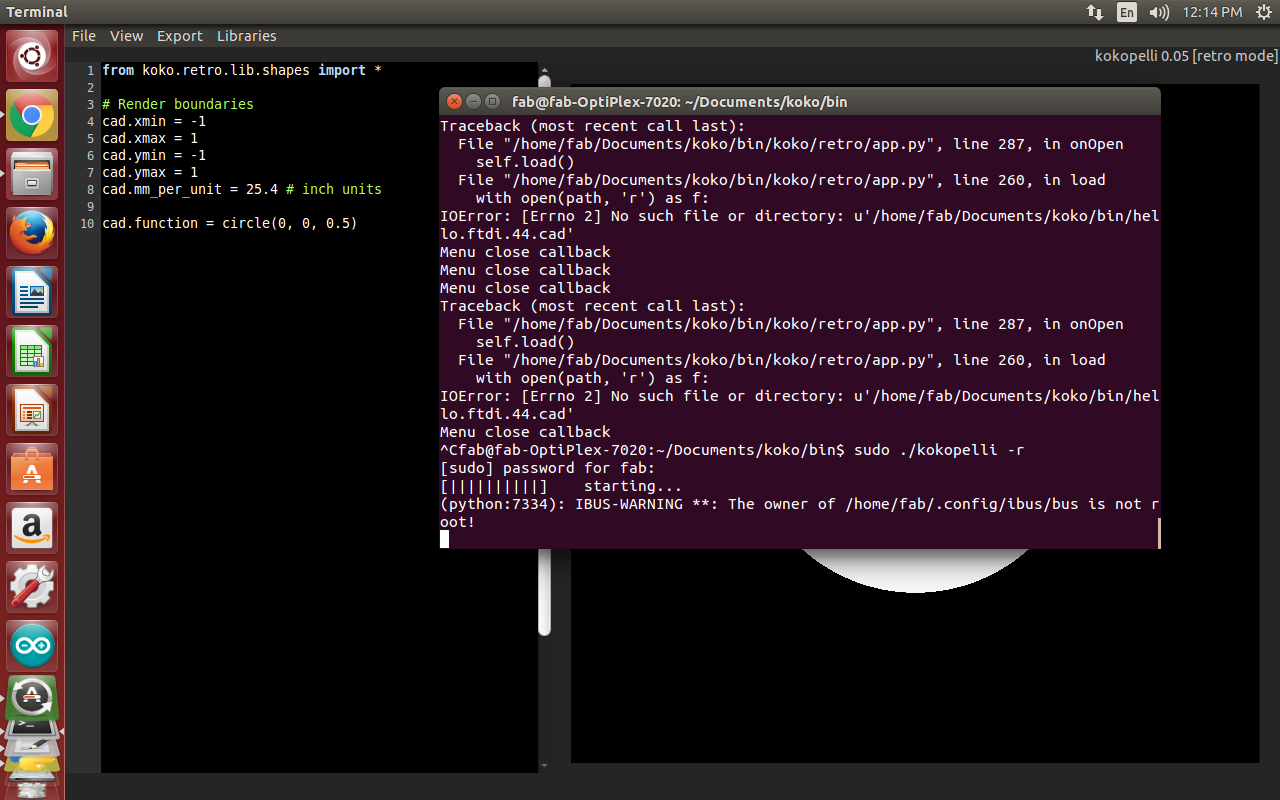 Terminal
En
12:14 PM
File View Export Libraries
kokopelli 0.05 [retro mode]
1 from koko.retro.lib.shapes import *
2
3 # Render boundaries
4 cad.xmin = -1
5 cad.xmax = 1
6 cad.ymin = -1
7 cad.ymax = 1
8 cad.mm_per_unit = 25.4 # inch units
9
10 cad.function = circle(0, 0, 0.5)
fab@fab-OptiPlex-7020: ~/Documents/koko/bin
Traceback (most recent call last):
  File "/home/fab/Documents/koko/bin/koko/retro/app.py", line 287, in onOpen
    self.load()
  File "/home/fab/Documents/koko/bin/koko/retro/app.py", line 260, in load
    with open(path, 'r') as f:
IOError: [Errno 2] No such file or directory: u'/home/fab/Documents/koko/bin/hel
lo.ftdi.44.cad'
Menu close callback
Menu close callback
Menu close callback
Traceback (most recent call last):
  File "/home/fab/Documents/koko/bin/koko/retro/app.py", line 287, in onOpen
    self.load()
  File "/home/fab/Documents/koko/bin/koko/retro/app.py", line 260, in load
    with open(path, 'r') as f:
IOError: [Errno 2] No such file or directory: u'/home/fab/Documents/koko/bin/hel
lo.ftdi.44.cad'
Menu close callback
^Cfab@fab-OptiPlex-7020:~/Documents/koko/bin$ sudo ./kokopelli -r
[sudo] password for fab:
[||||||||||]    starting...
(python:7334): IBUS-WARNING **: The owner of /home/fab/.config/ibus/bus is not r
oot!